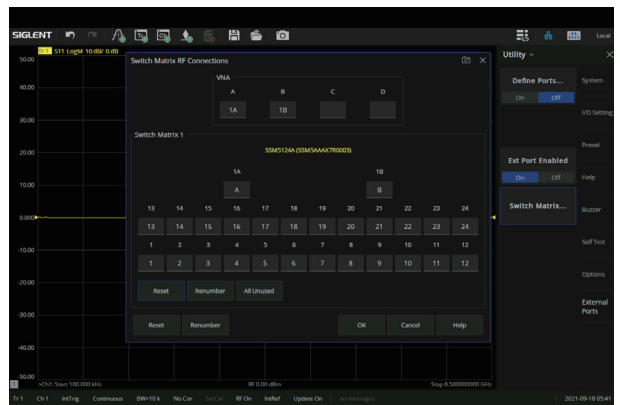 SIGLENT Local
Tr 1 S11 LogM 10 dB/ 0 dB
Utility
50.00
40.00
30.00
20.00
10.00
0.000
-10.00
-20.00
-30.00
-40.00
-50.00
Switch Matrix RF Connections
VNA
A B C D
1A 1B
Switch Matrix 1
SSM5124A (SSM5AAAX7R0003)
1A 1B
A B
13 14 15 16 17 18 19 20 21 22 23 24
13 14 15 16 17 18 19 20 21 22 23 24
1 2 3 4 5 6 7 8 9 10 11 12
1 2 3 4 5 6 7 8 9 10 11 12
Reset Renumber All Unused
Reset Renumber OK Cancel Help
Define Ports...
On Off
Ext Port Enabled
On Off
Switch Matrix...
System
I/O Setting
Preset
Help
Buzzer
Self Test
Options
External
Ports
1 >Ch1: Start 100.000 kHz RF 0.00 dBm Stop 8.500000000 GHz
Tr 1 Ch 1 IntTrig Continuous BW=10 k No Cor SrcCal RF On IntRef Update On no messages 2021-09-18 05:41